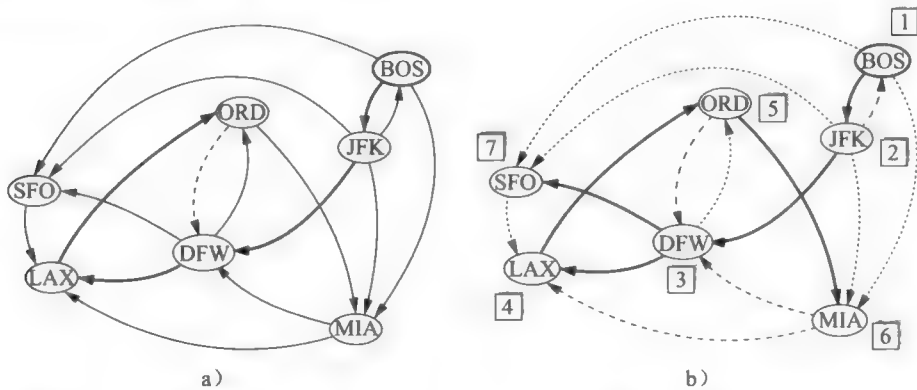 BOS
ORD
JFK
SFO
DFW
LAX
MIA
a）
1
BOS
ORD
5
JFK
2
7
SFO
DFW
LAX
3
4
MIA
6
b）